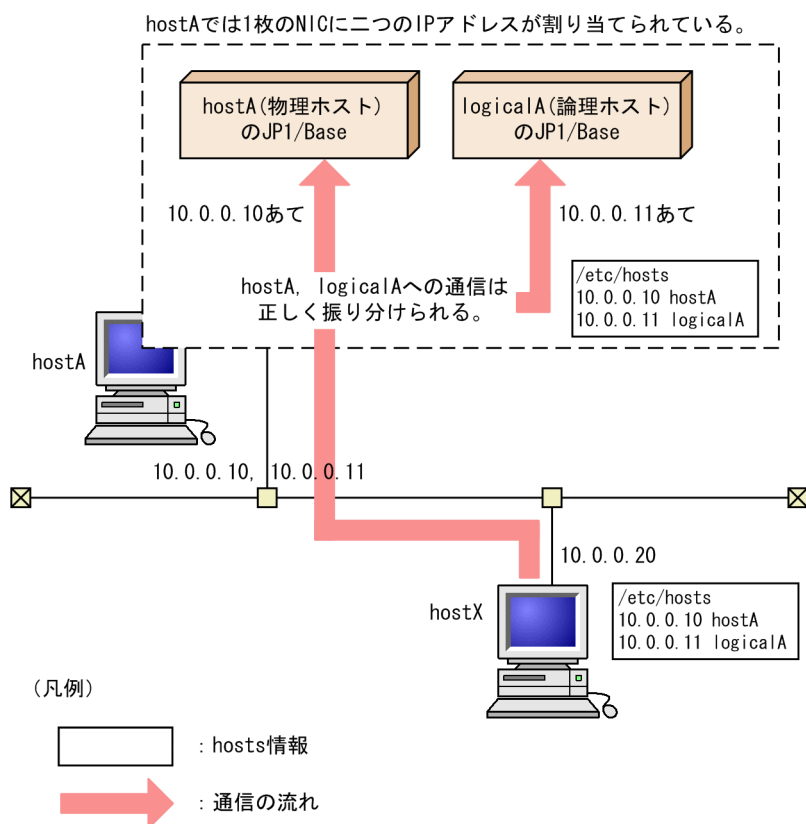 hostAでは1枚のNICに二つのIPアドレスが割り当てられている。
hostA(物理ホスト)
のJP1/Base
logicalA(論理ホスト)
のJP1/Base
10.0.0.10あて
10.0.0.11あて
hostA, logicalAへの通信は
正しく振り分けられる。
/etc/hosts
10.0.0.10 hostA
10.0.0.11 logicalA
hostA
10.0.0.10, 10.0.0.11
10.0.0.20
hostX
/etc/hosts
10.0.0.10 hostA
10.0.0.11 logicalA
(凡例)
:hosts情報
:通信の流れ